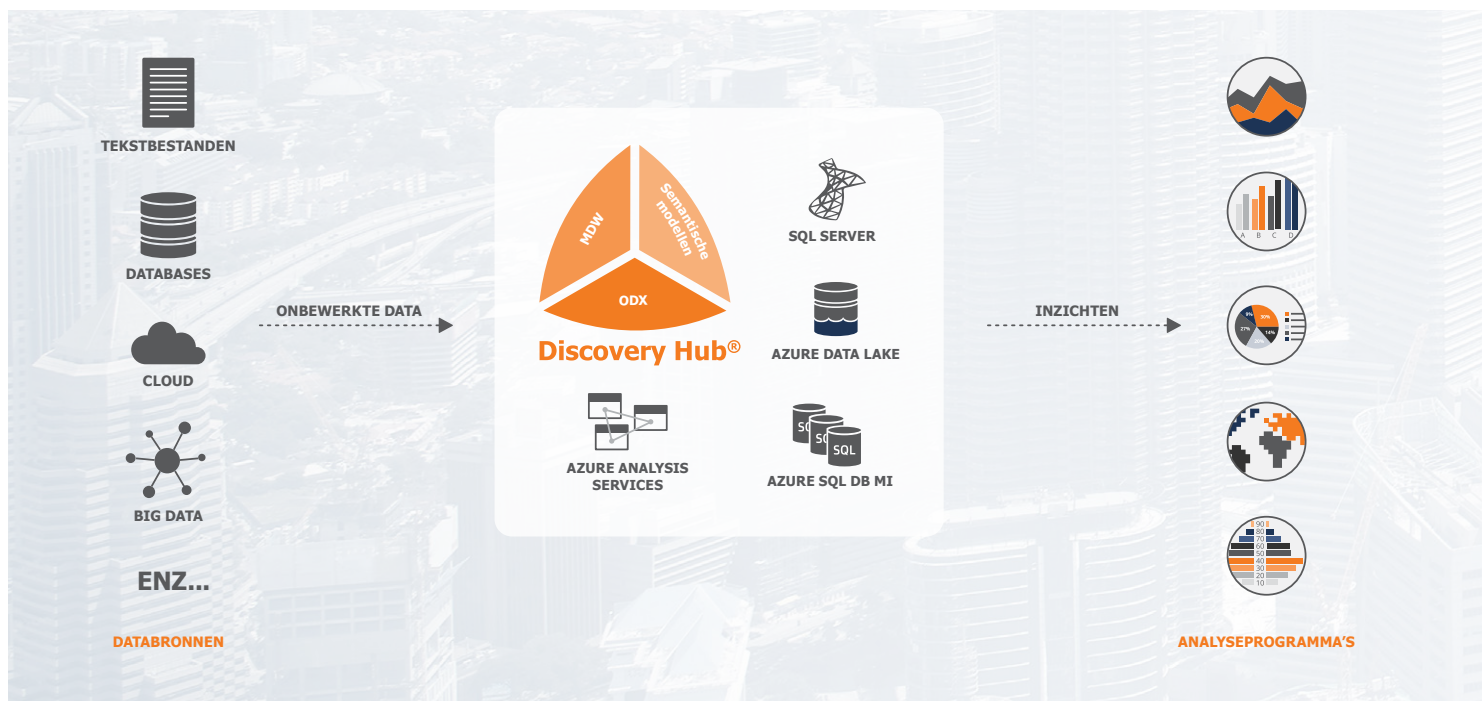 TEKSTBESTANDEN
DATABASES
CLOUD
BIG DATA
ENZ...
DATABRONNEN
ONBEWERKTE DATA
MDW
Semantische
modellen
ODX
Discovery Hub®
SQL SERVER
AZURE DATA LAKE
AZURE ANALYSIS
SERVICES
SQL
AZURE SQL DB MI
INZICHTEN
A B C D
30%
14%
27%
90
80
70
60
50
40
30
20
10
ANALYSEPROGRAMMA'S